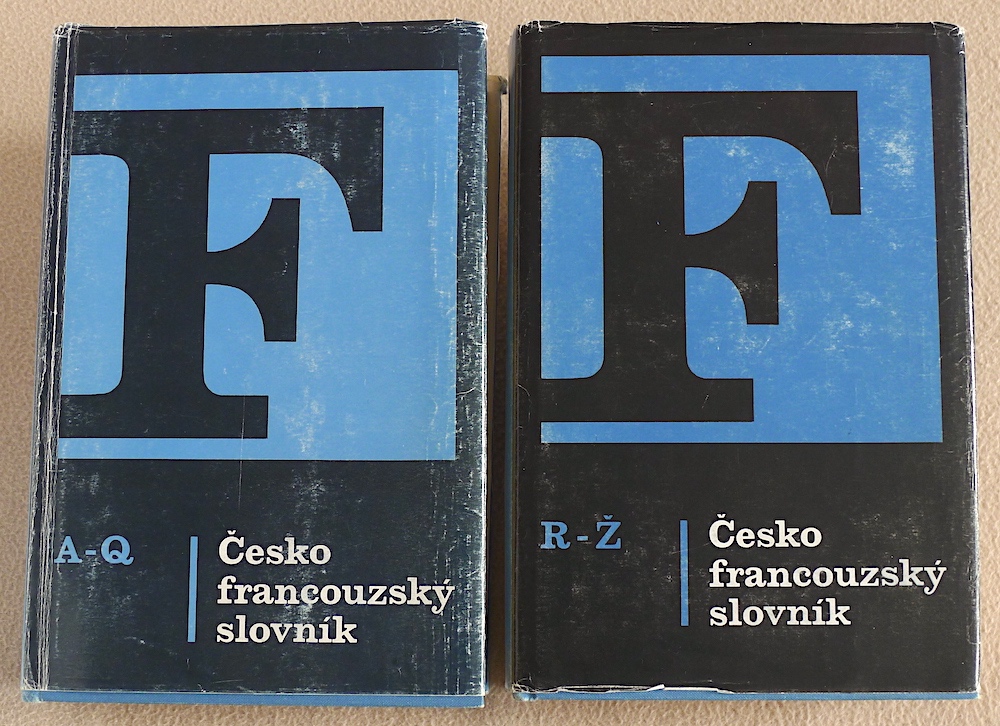 F
A-Q
Česko
francouzský
slovník
F
R-Ž
Česko
francouzský
slovník